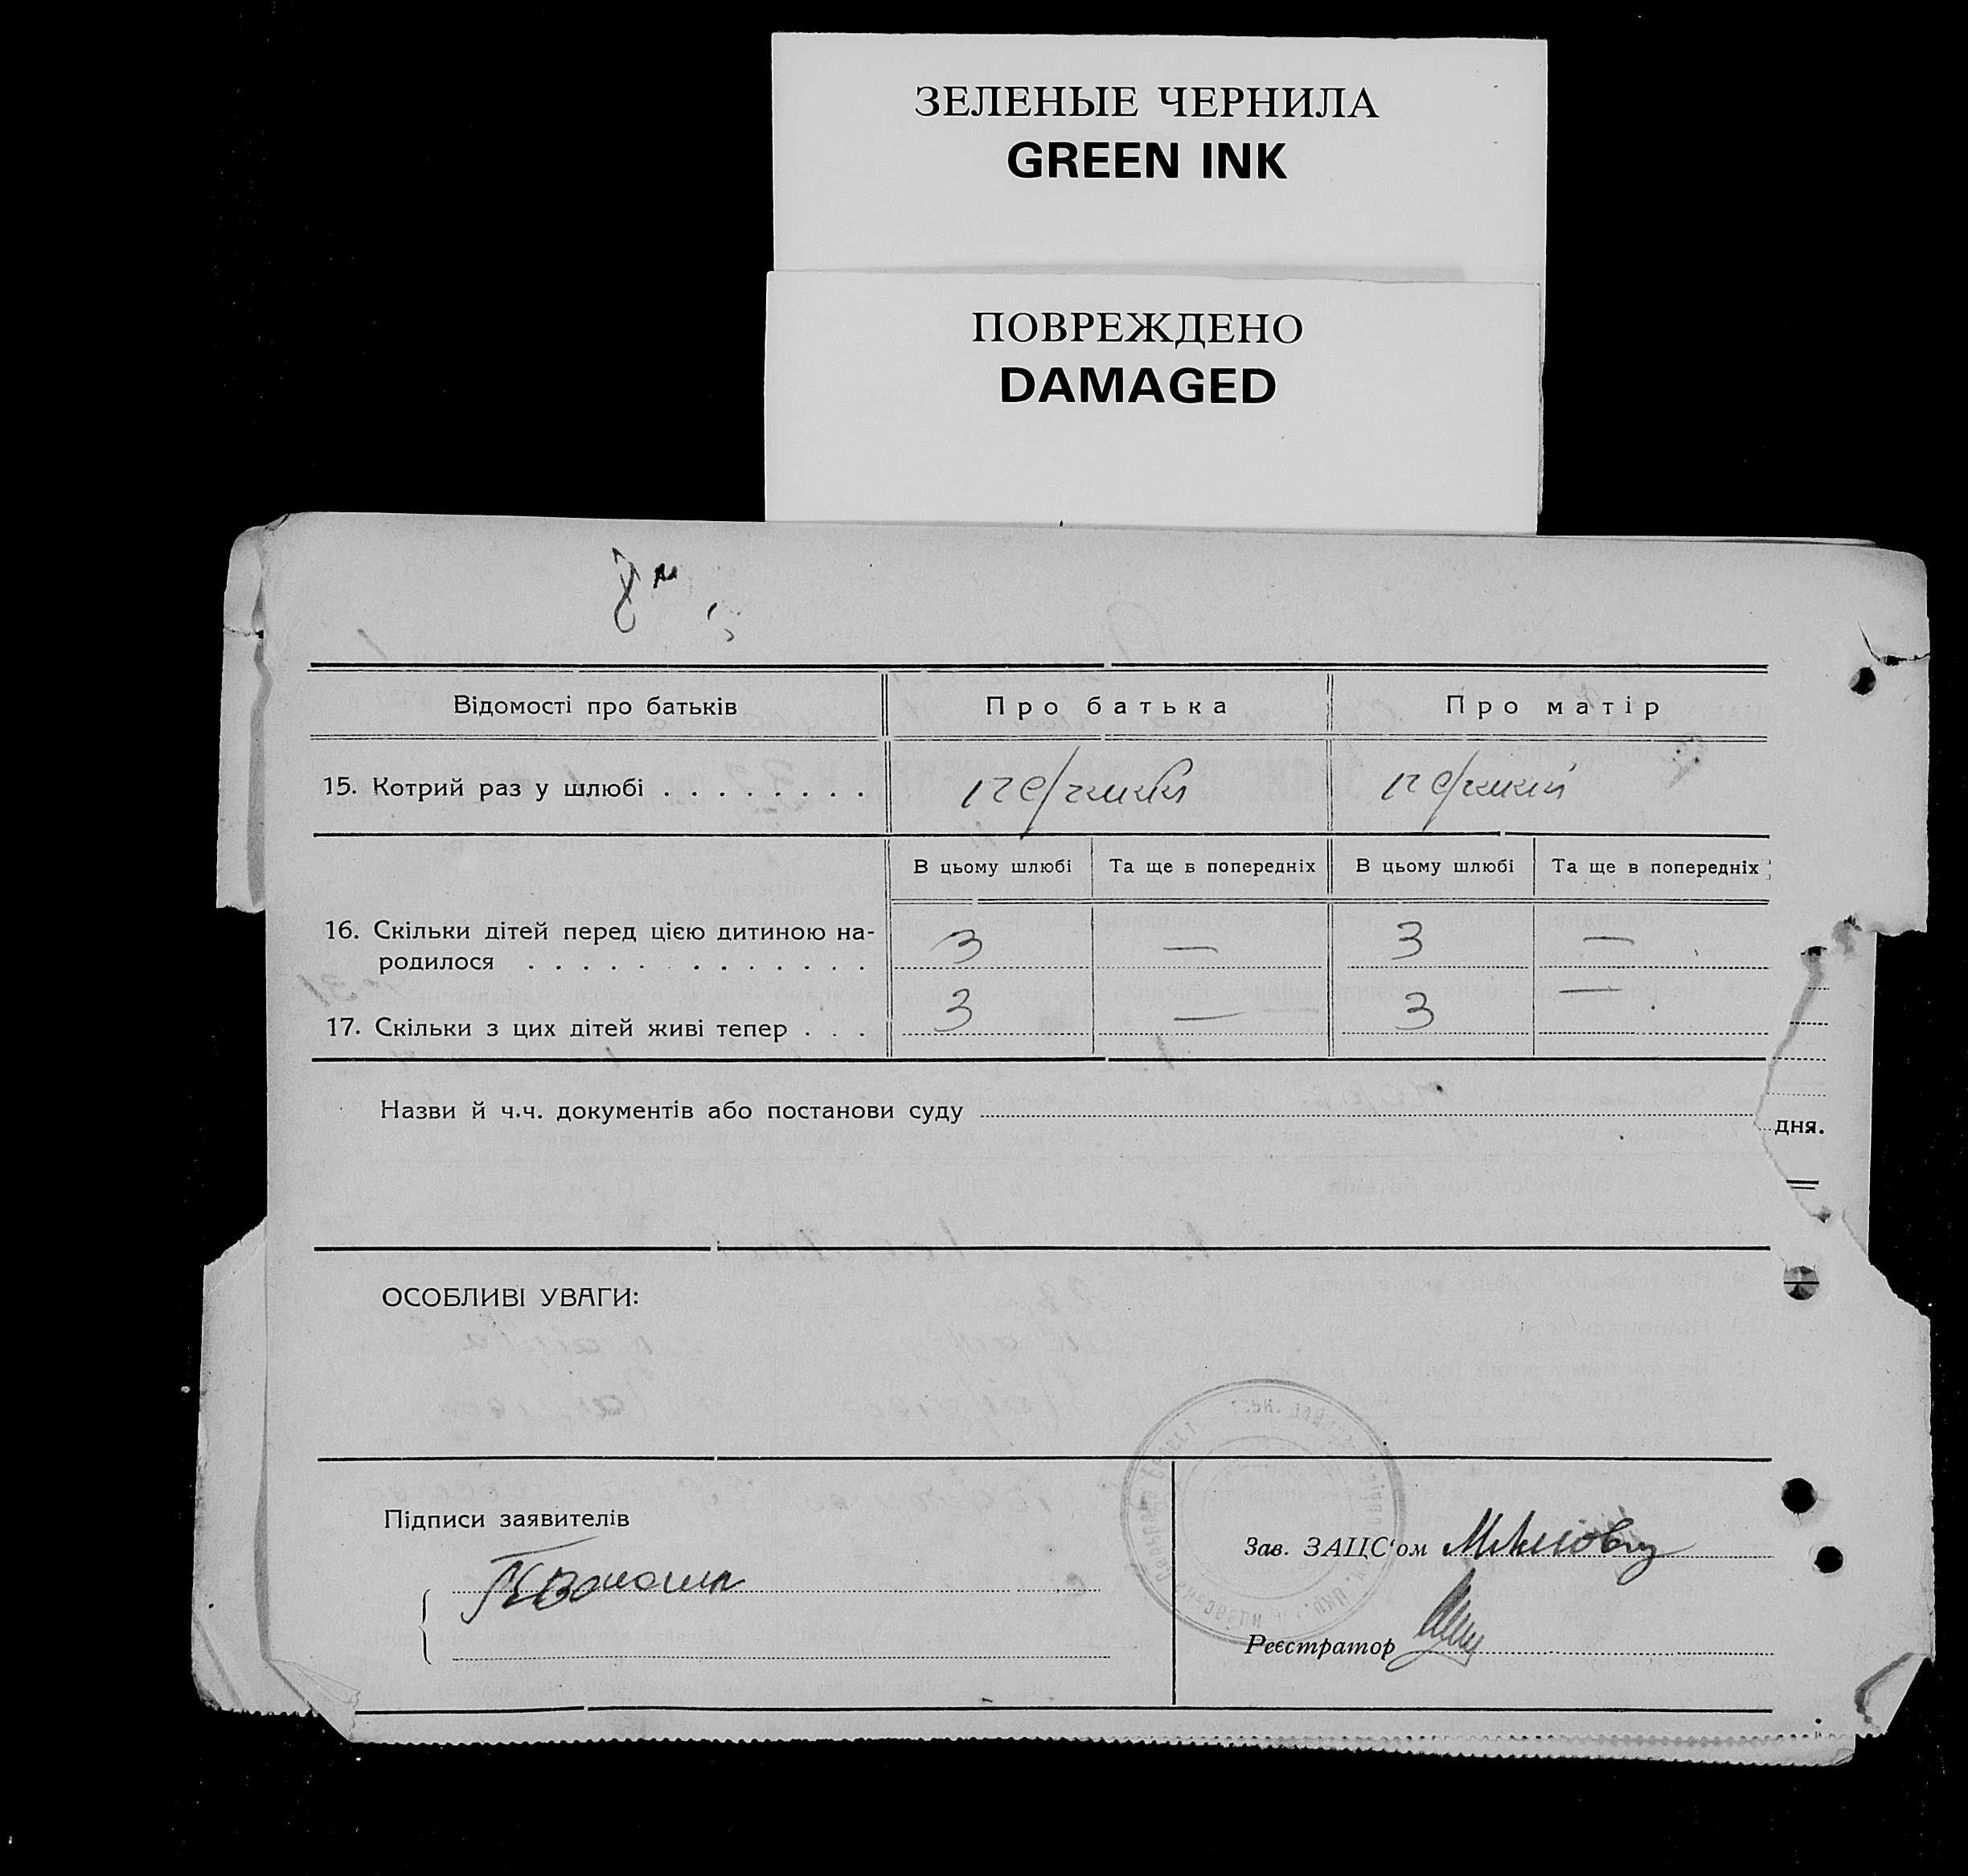 ЗЕЛЕНЫЕ ЧЕРНИЛА
GREEN INK
ПОВРЕЖДЕНО
DAMAGED
Відомості про батьків Про батька Про матір
15. Котрий раз у шлюбі . . . . . . . . перший перший
В цьому шлюбі Та ще в попередніх В цьому шлюбі Та ще в попередніх
16. Скільки дітей перед цією дитиною на-
родилося . . . . . . . . . . . . . 3 — 3 —
17. Скільки з цих дітей живі тепер . . . 3 — 3 —
Назви й ч.ч. документів або постанови суду
дня.
ОСОБЛИВІ УВАГИ:
Підписи заявителів
Зав. ЗАЦС'ом
Реєстратор